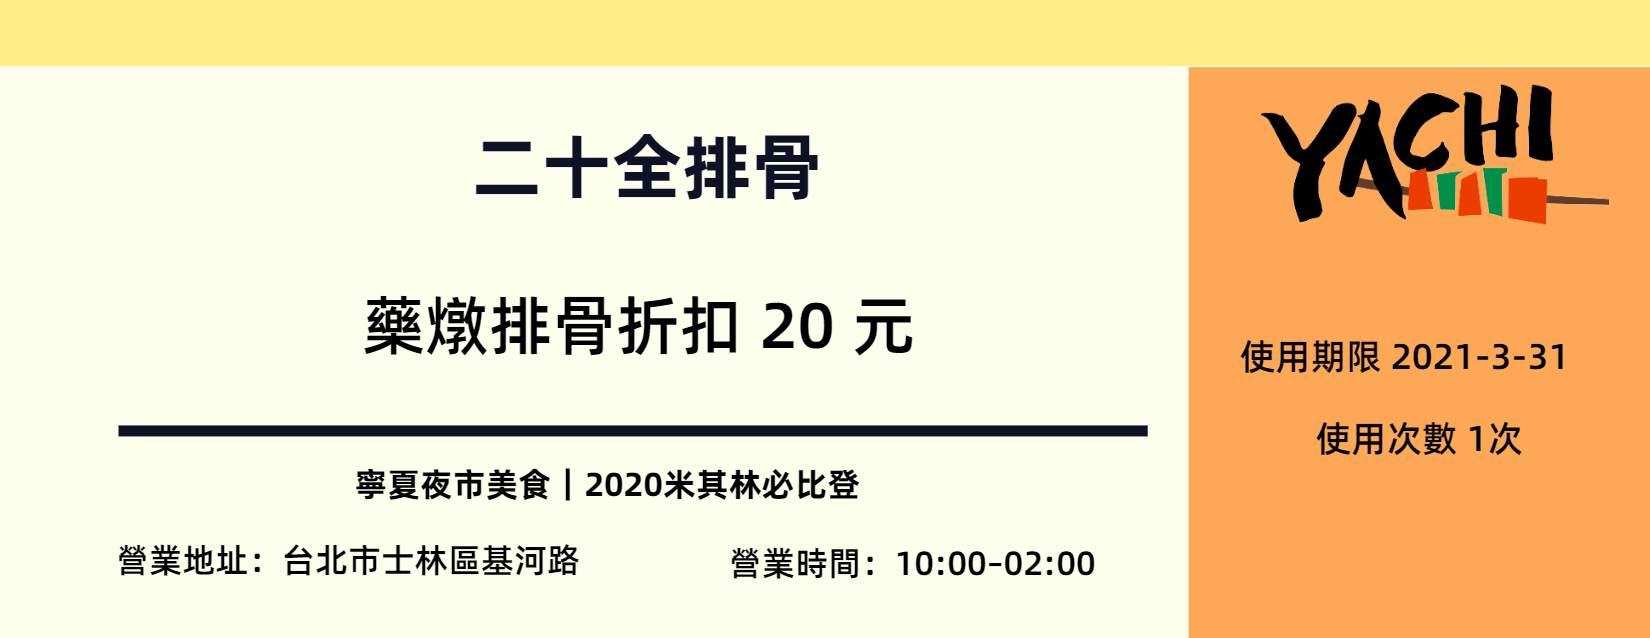 二十全排骨
藥燉排骨折扣 20 元
寧夏夜市美食｜2020米其林必比登
營業地址：台北市士林區基河路
營業時間：10:00-02:00
YACHI
使用期限 2021-3-31
使用次數 1次